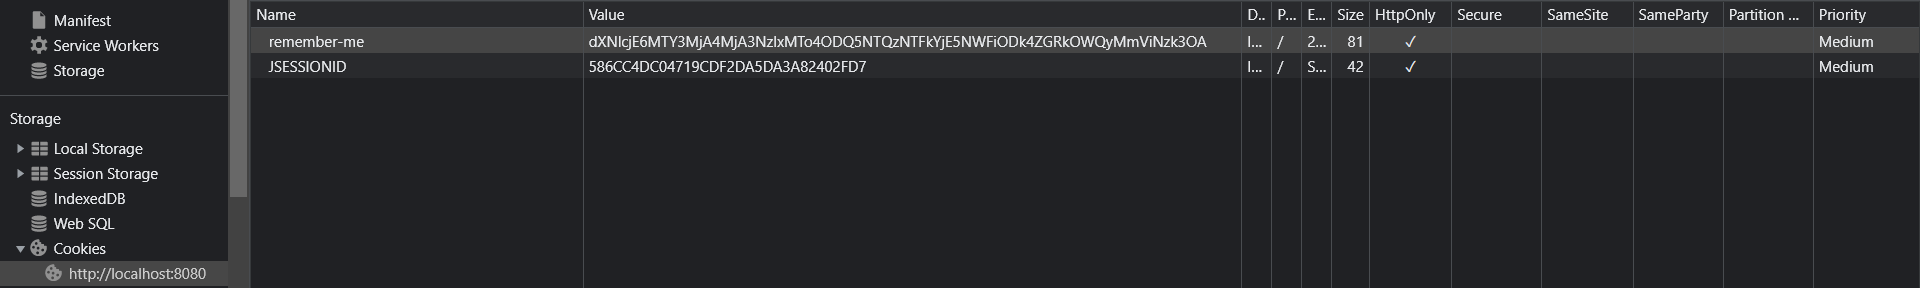 Manifest
Service Workers
Storage
Storage
Local Storage
Session Storage
IndexedDB
Web SQL
Cookies
http://localhost:8080
Name Value D.. P... E... Size HttpOnly Secure SameSite SameParty Partition ... Priority
remember-me dXNlcjE6MTY3MjA4MjA3NzIxMTo4ODQ5NTQzNTFkYjE5NWFiODk4ZGRkOWQyMmViNzk3OA l... / 2... 81 ✓ Medium
JSESSIONID 586CC4DC04719CDF2DA5DA3A82402FD7 l... / S... 42 ✓ Medium